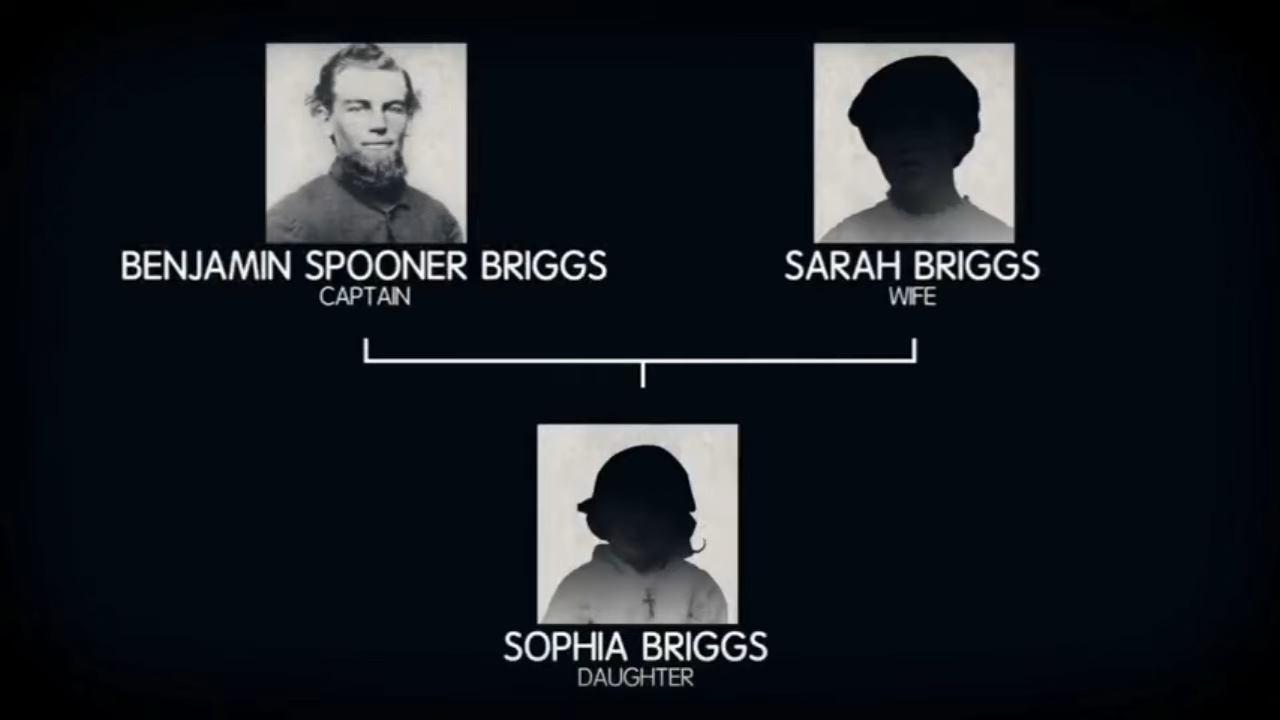 BENJAMIN SPOONER BRIGGS
CAPTAIN
SARAH BRIGGS
WIFE
SOPHIA BRIGGS
DAUGHTER